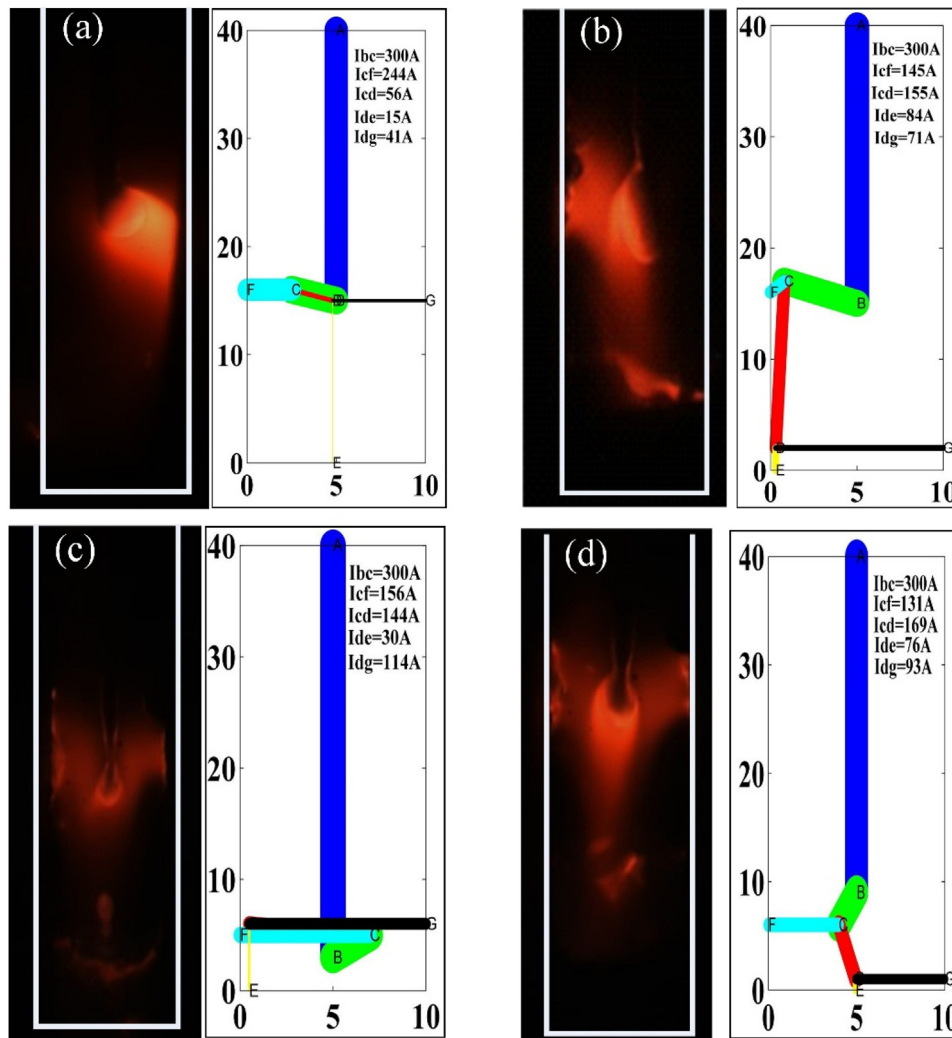 (a)
40
30
20
10
0
0 5 10
A
Ibc=300A
Icf=244A
Icd=56A
Ide=15A
Idg=41A
F C G
E
(b)
40
30
20
10
0
0 5 10
A
Ibc=300A
Icf=145A
Icd=155A
Ide=84A
Idg=71A
C
F
B
D G
E
(c)
40
30
20
10
0
0 5 10
A
Ibc=300A
Icf=156A
Icd=144A
Ide=30A
Idg=114A
G
F C
B
E
(d)
40
30
20
10
0
0 5 10
A
Ibc=300A
Icf=131A
Icd=169A
Ide=76A
Idg=93A
B
F C
G
E